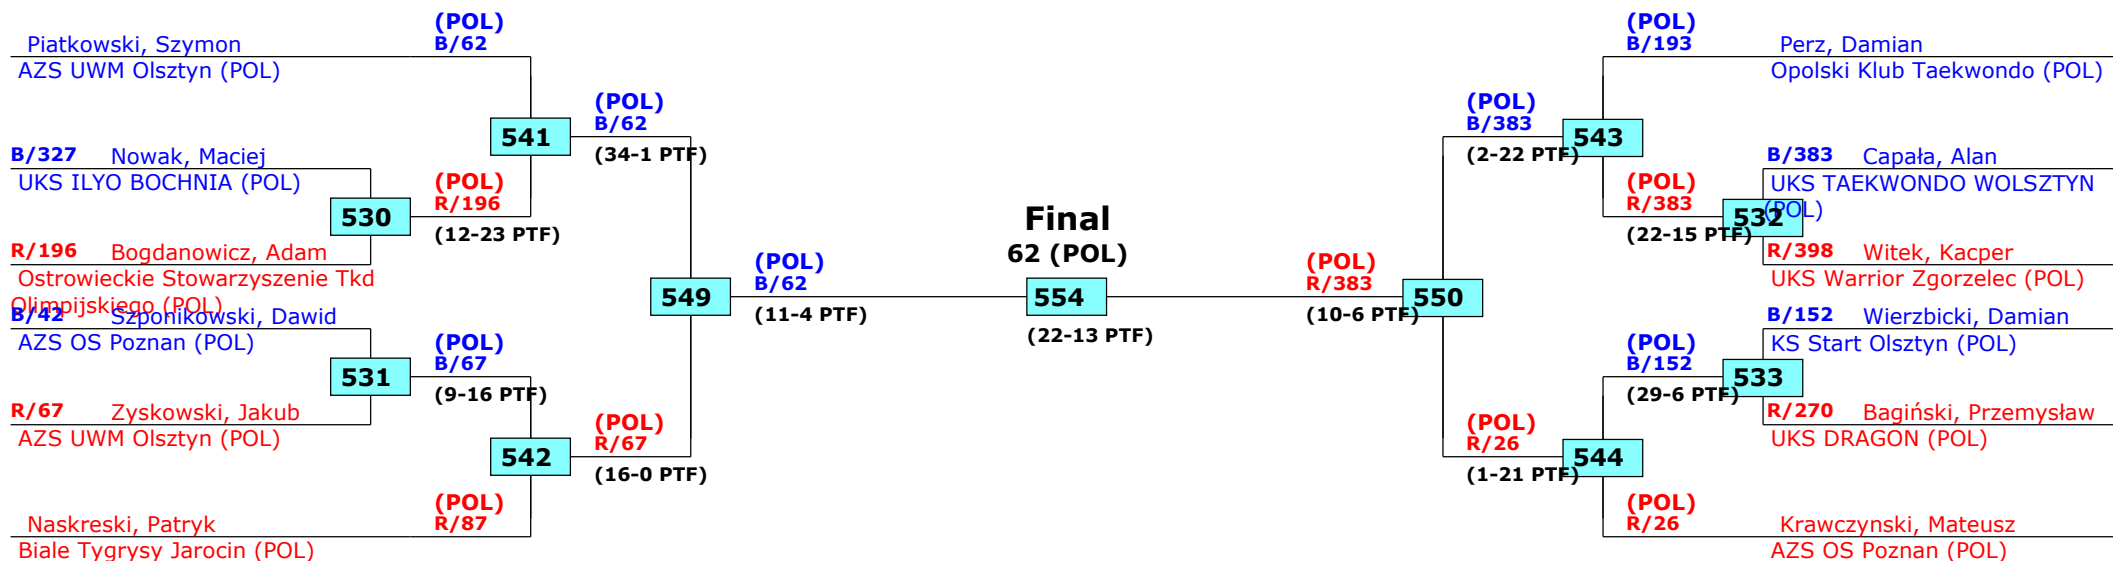 (POL)
B/62
Piatkowski, Szymon
AZS UWM Olsztyn (POL)
541
(POL)
B/62
(34-1 PTF)
B/327 Nowak, Maciej
UKS ILYO BOCHNIA (POL)
530
(POL)
R/196
(12-23 PTF)
R/196 Bogdanowicz, Adam
Ostrowieckie Stowarzyszenie Tkd
Olimpijskiego (POL)
549
(POL)
B/62
(11-4 PTF)
B/42 Szponikowski, Dawid
AZS OS Poznan (POL)
531
(POL)
B/67
(9-16 PTF)
R/67 Zyskowski, Jakub
AZS UWM Olsztyn (POL)
542
(POL)
R/67
(16-0 PTF)
(POL)
R/87
Naskreski, Patryk
Biale Tygrysy Jarocin (POL)
Final
62 (POL)
554
(22-13 PTF)
(POL)
B/193
Perz, Damian
Opolski Klub Taekwondo (POL)
(POL)
B/383
(2-22 PTF)
543
B/383 Capała, Alan
UKS TAEKWONDO WOLSZTYN
(POL)
(POL)
R/383
(22-15 PTF)
532
R/398 Witek, Kacper
UKS Warrior Zgorzelec (POL)
(POL)
R/383
(10-6 PTF)
550
B/152 Wierzbicki, Damian
KS Start Olsztyn (POL)
(POL)
B/152
(29-6 PTF)
533
R/270 Bagiński, Przemysław
UKS DRAGON (POL)
(POL)
R/26
(1-21 PTF)
544
(POL)
R/26
Krawczynski, Mateusz
AZS OS Poznan (POL)